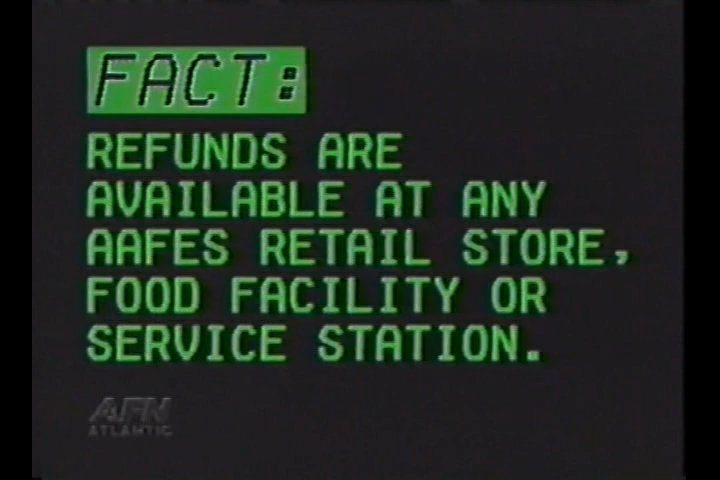 FACT:
REFUNDS ARE
AVAILABLE AT ANY
AAFES RETAIL STORE,
FOOD FACILITY OR
SERVICE STATION.
AFN
ATLANTIC